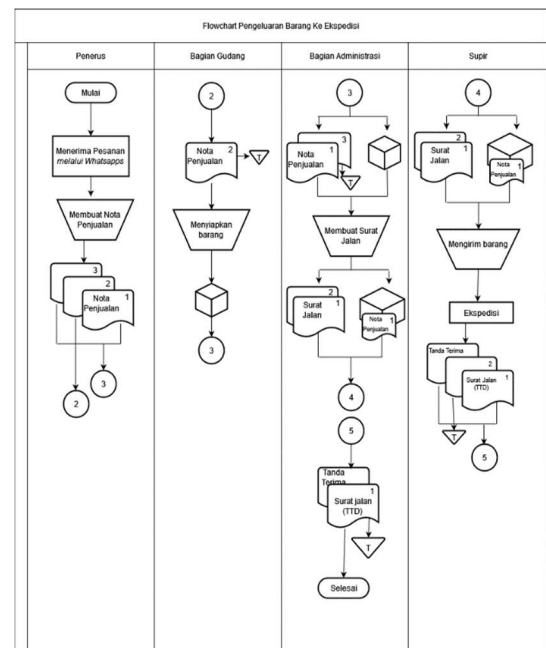 Flowchart Pengeluaran Barang Ke Ekspedisi
Penerus
Bagian Gudang
Bagian Administrasi
Supir
Mulai
Menerima Pesanan
melalui Whatsapps
Membuat Nota
Penjualan
3
2
1
Nota
Penjualan
3
2
2
2
Nota
Penjualan
T
Menyiapkan
barang
3
3
3
1
Nota
Penjualan
T
Membuat Surat
Jalan
2
1
Surat
Jalan
Nota
Penjualan
1
4
5
Tanda
Terima
1
Surat jalan
(TTD)
T
Selesai
4
2
1
Surat
Jalan
Nota
Penjualan
1
Mengirim barang
Ekspedisi
Tanda Terima
2
1
Surat Jalan
(TTD)
T
5